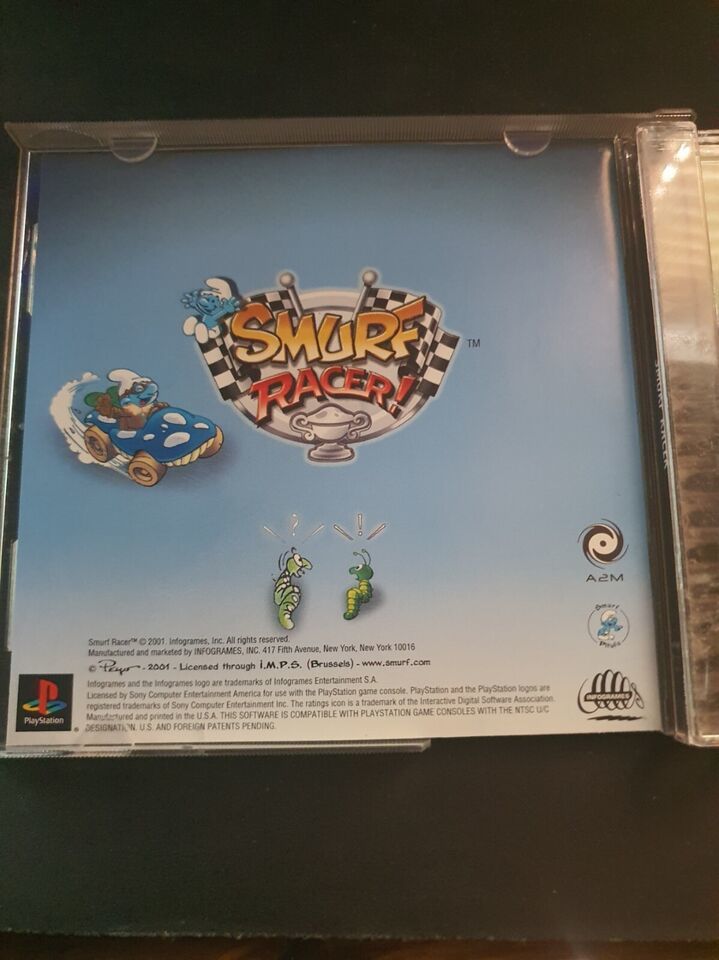 SMURF
RACER!
TM
SMURF RACER
A2M
Smurf
Smurf Racer™ © 2001. Infogrames, Inc. All rights reserved.
Manufactured and marketed by INFOGRAMES, INC. 417 Fifth Avenue, New York, New York 10016
© Peyo - 2001 - Licensed through I.M.P.S. (Brussels) - www.smurf.com
Infogrames and the Infogrames logo are trademarks of Infogrames Entertainment S.A.
Licensed by Sony Computer Entertainment America for use with the PlayStation game console. PlayStation and the PlayStation logos are
registered trademarks of Sony Computer Entertainment Inc. The ratings icon is a trademark of the Interactive Digital Software Association.
Manufactured and printed in the U.S.A. THIS SOFTWARE IS COMPATIBLE WITH PLAYSTATION GAME CONSOLES WITH THE NTSC U/C
DESIGNATION. U.S. AND FOREIGN PATENTS PENDING.
PlayStation
®
INFOGRAMES